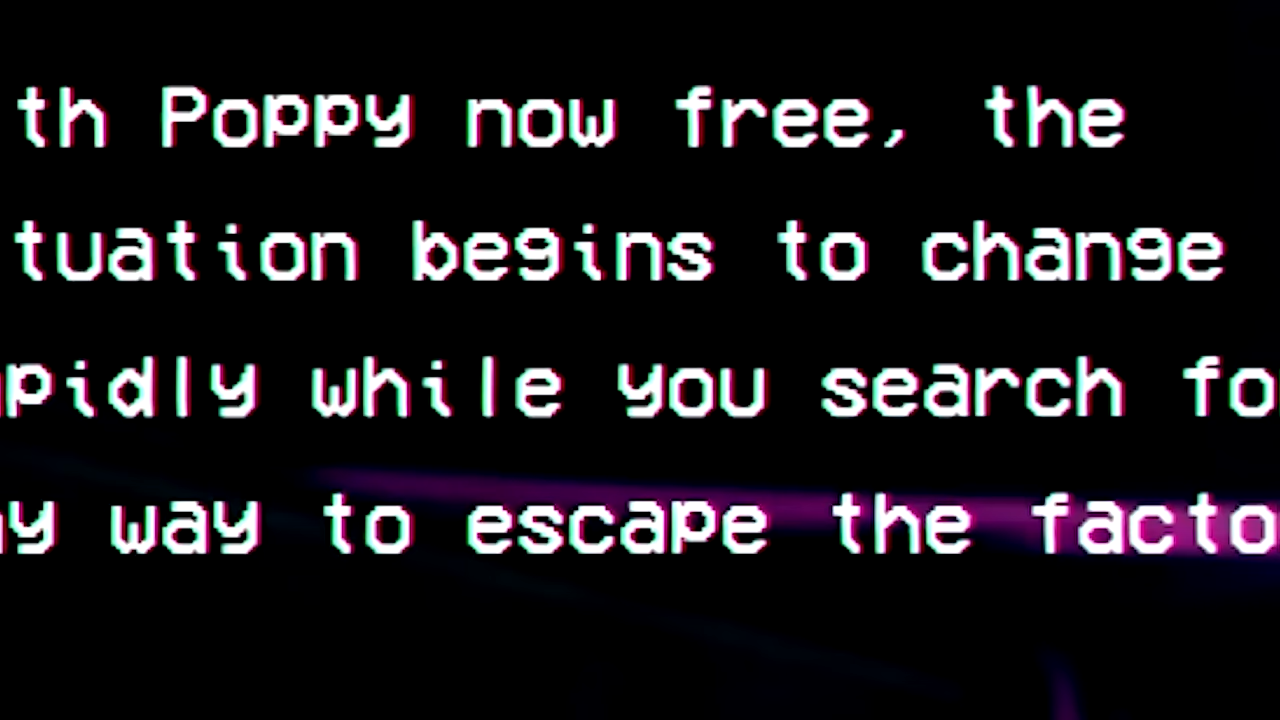 th Poppy now free, the
tuation begins to change
pidly while you search fo
y way to escape the facto